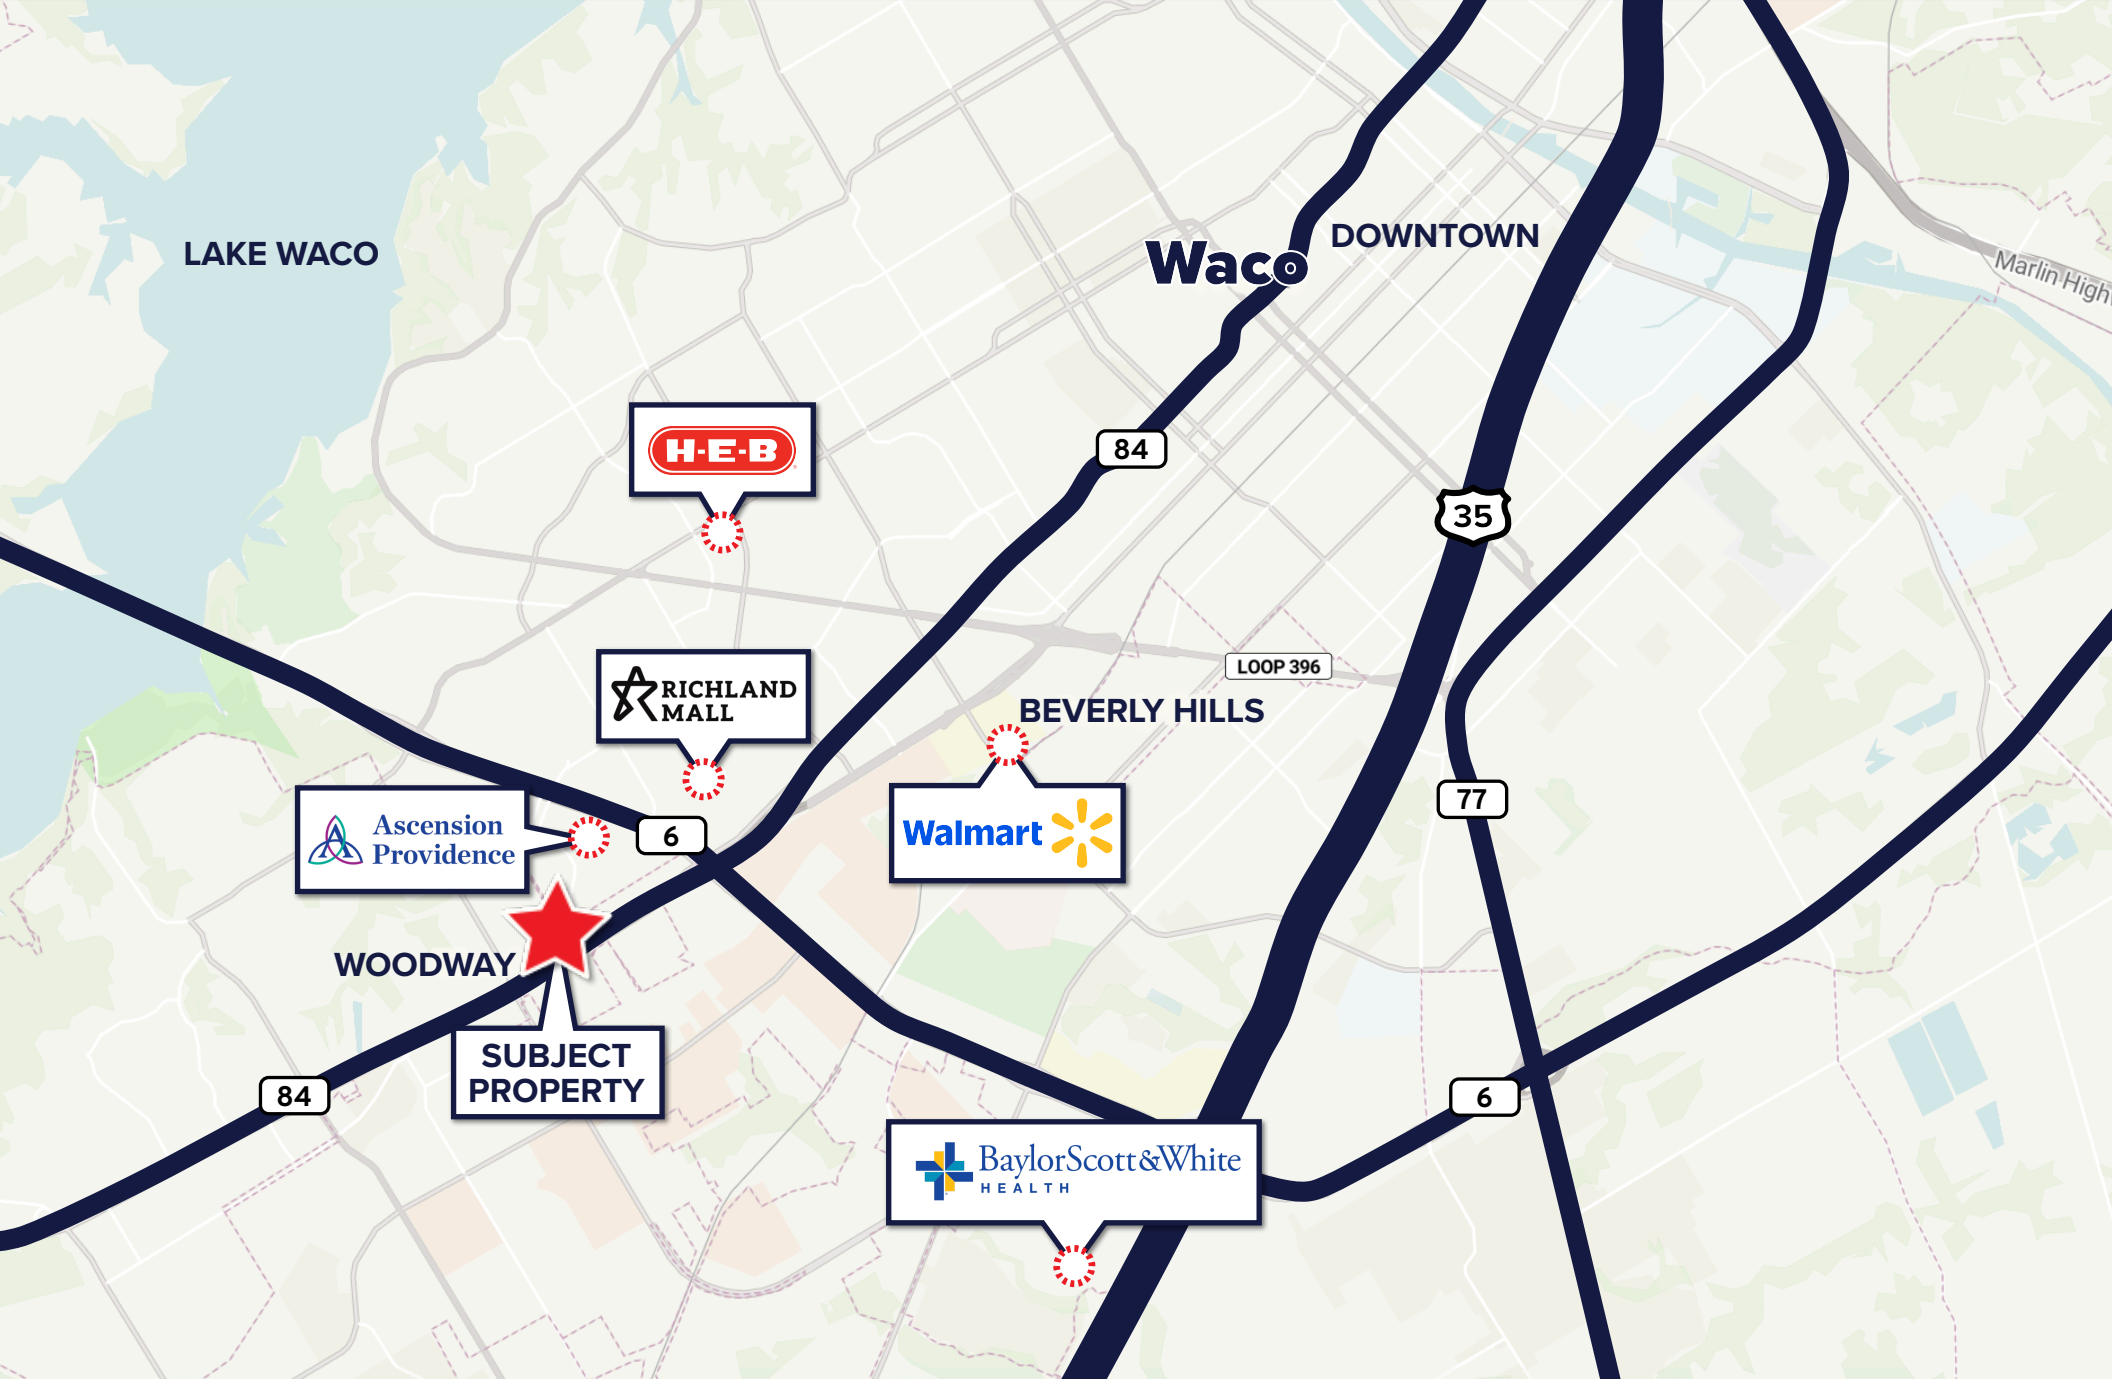 DOWNTOWN
LAKE WACO
Waco
Marlin High
H-E-B
84
35
LOOP 396
RICHLAND
MALL
BEVERLY HILLS
77
Ascension
Providence
6
Walmart
WOODWAY
SUBJECT
PROPERTY
84
6
BaylorScott&White
HEALTH